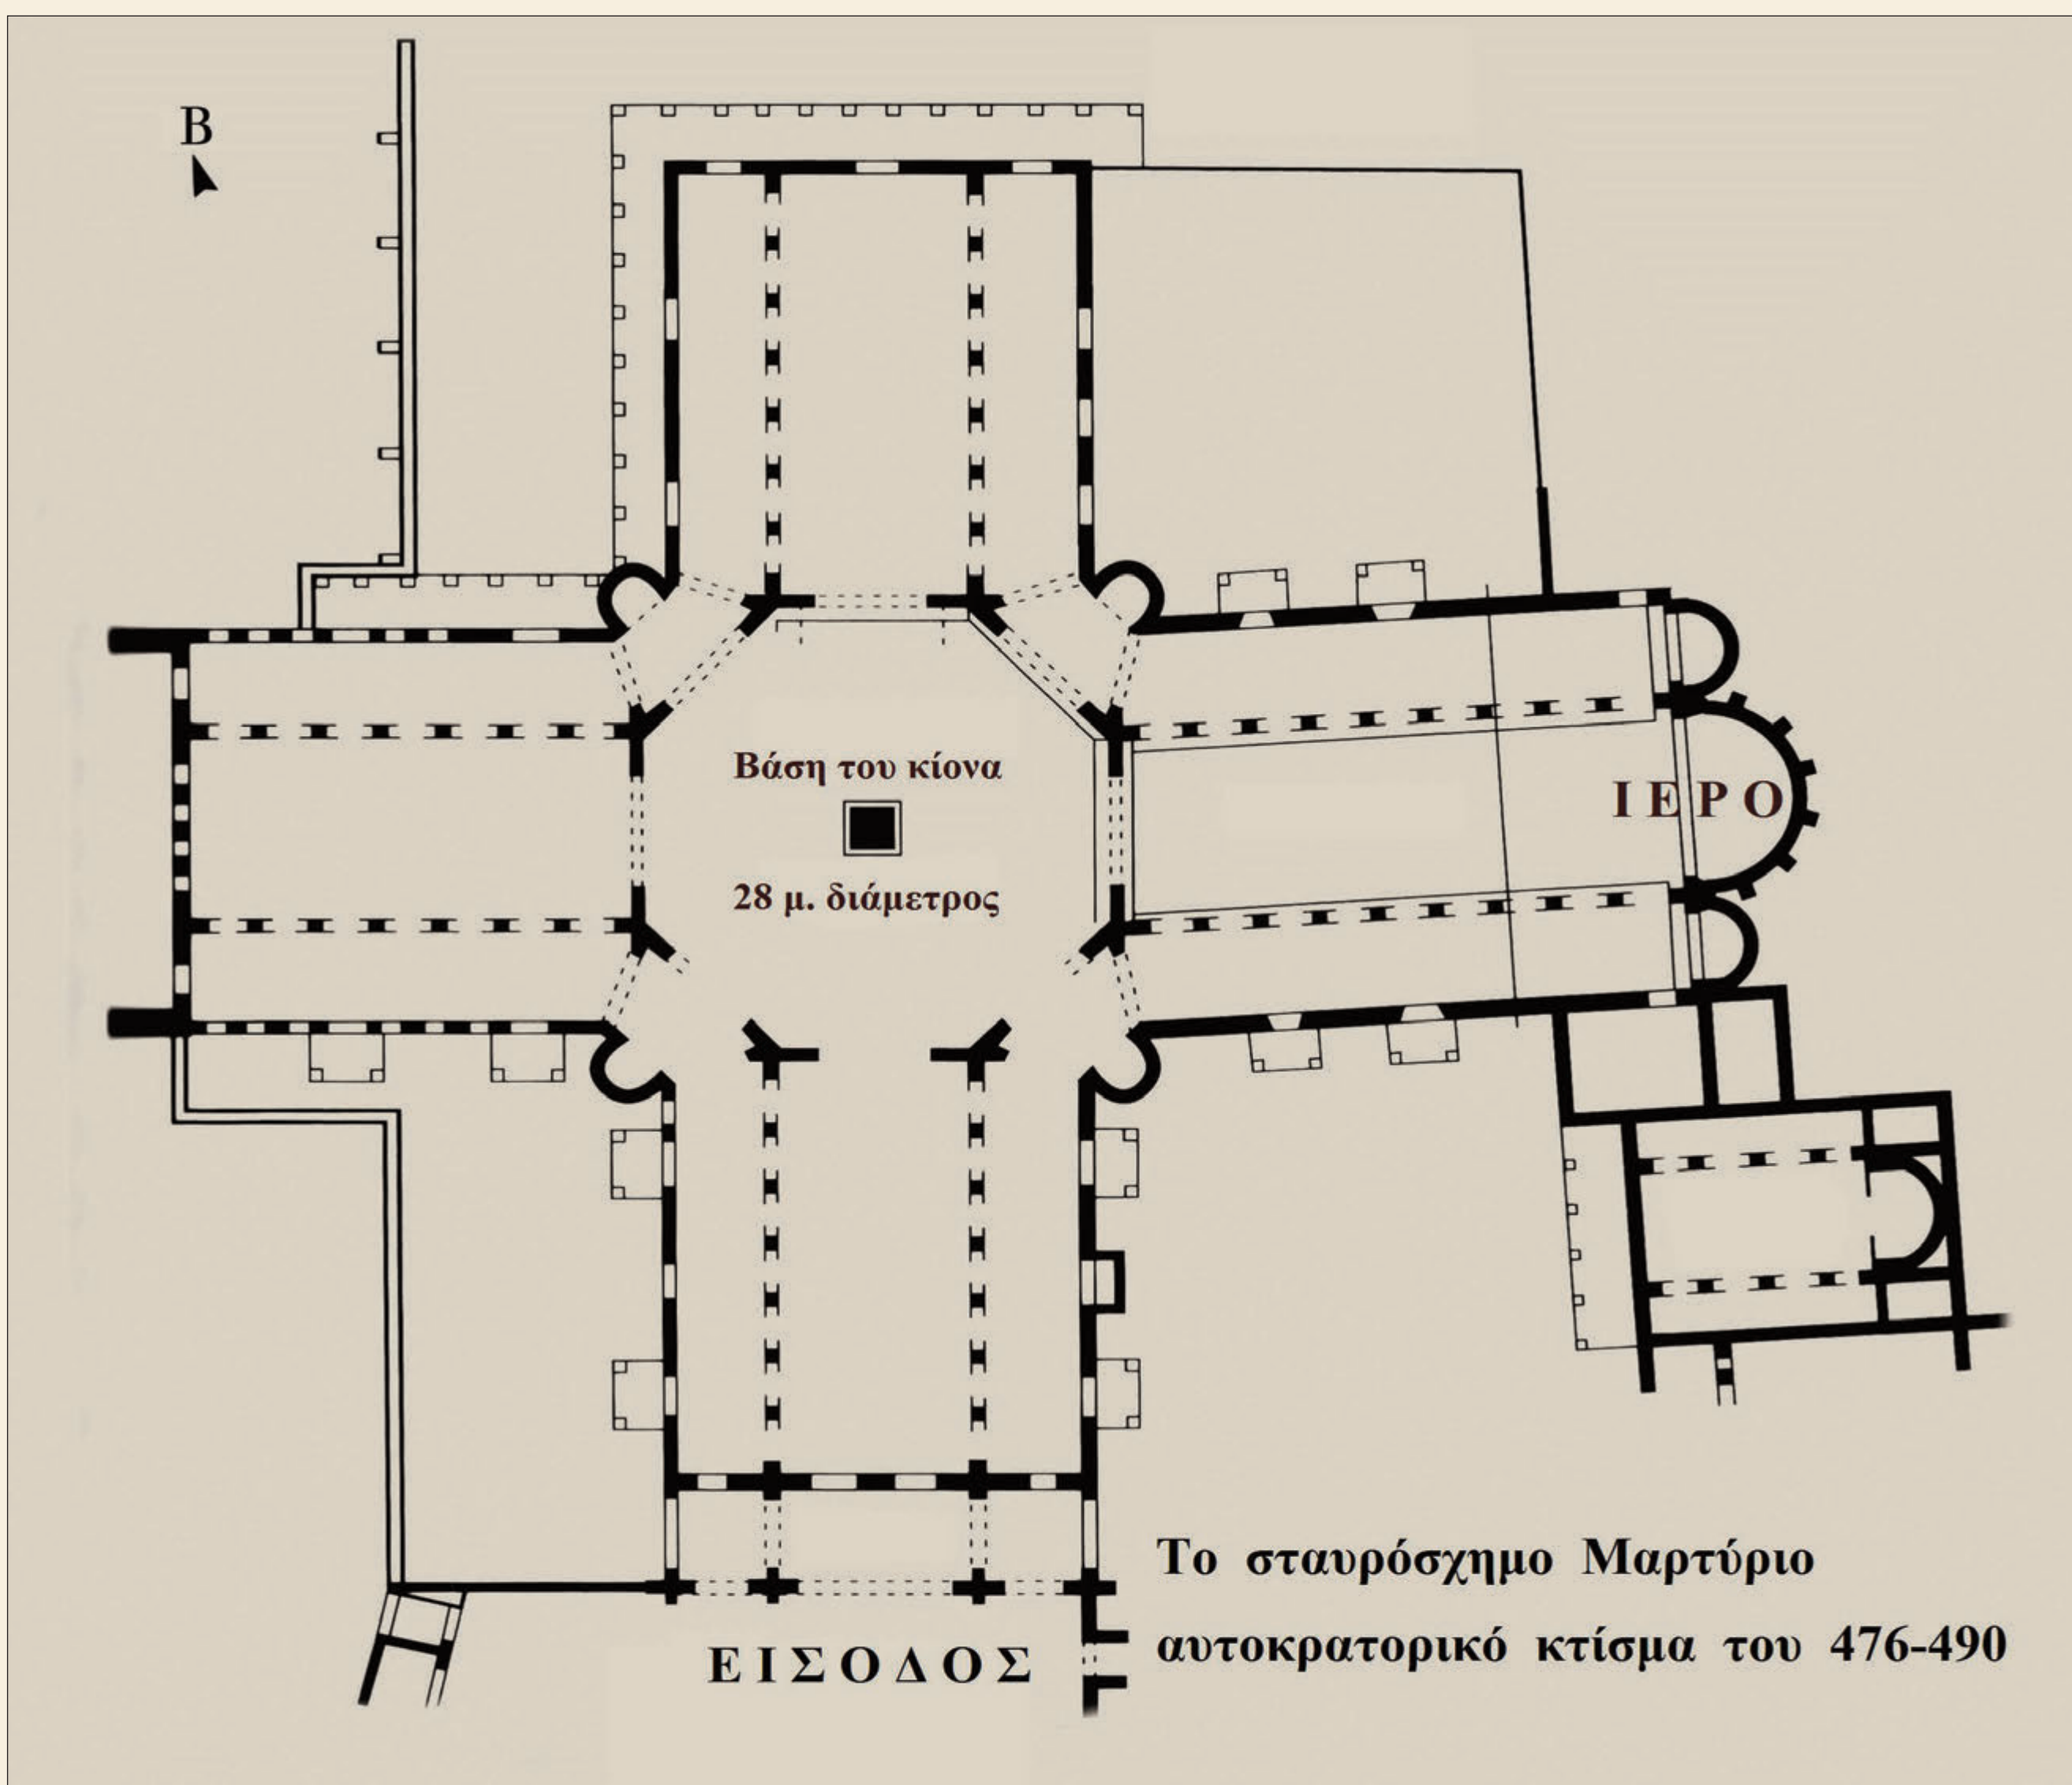 Β
Βάση του κίονα
28 μ. διάμετρος
ΙΕΡΟ
Το σταυρόσχημο Μαρτύριο
αυτοκρατορικό κτίσμα του 476-490
ΕΙΣΟΔΟΣ